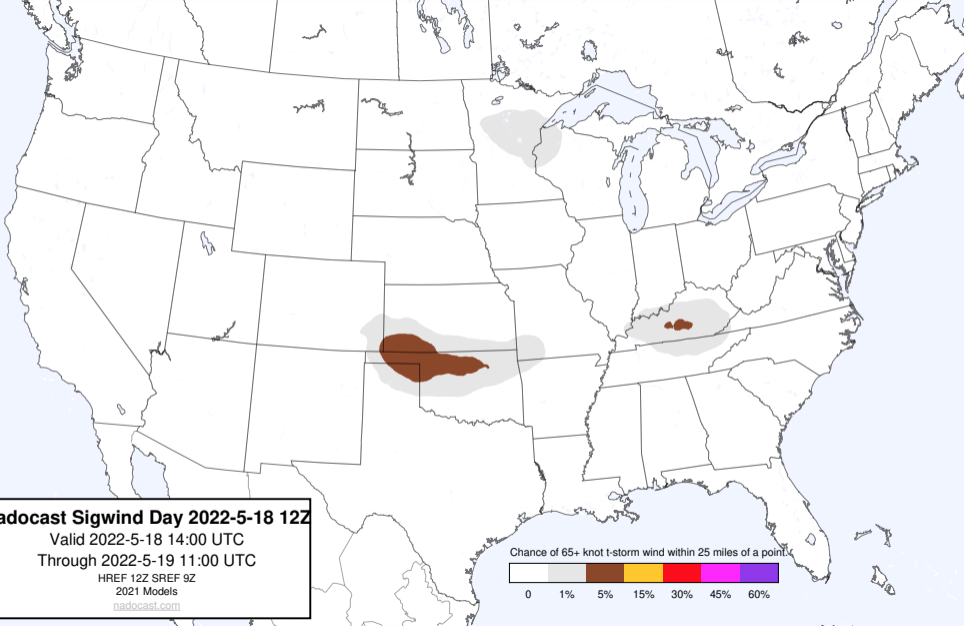 adocast Sigwind Day 2022-5-18 12Z
Valid 2022-5-18 14:00 UTC
Through 2022-5-19 11:00 UTC
HREF 12Z SREF 9Z
2021 Models
nadocast.com
Chance of 65+ knot t-storm wind within 25 miles of a point.
0 1% 5% 15% 30% 45% 60%